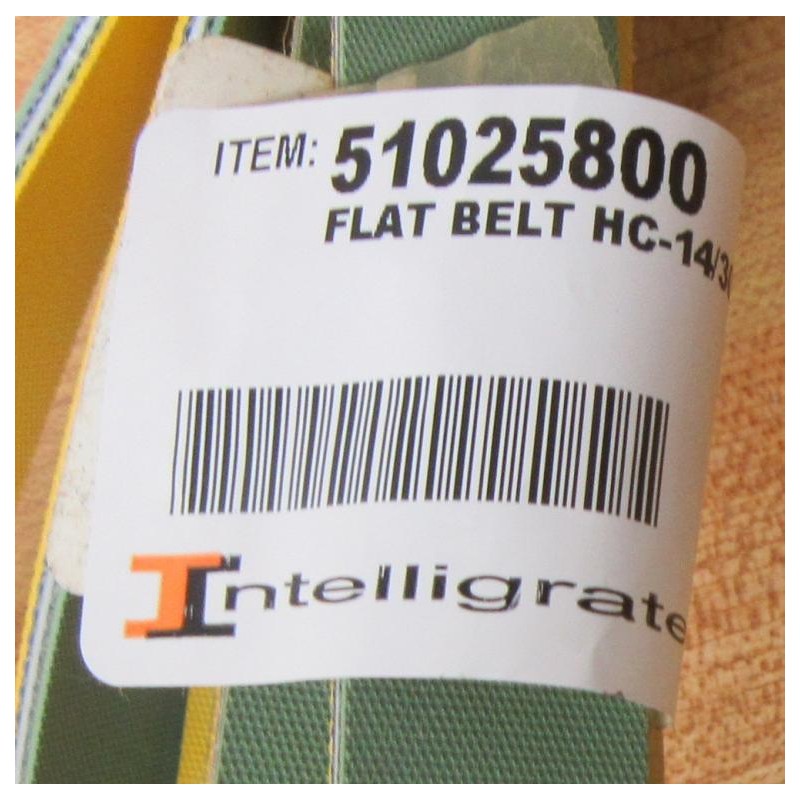 ITEM: 51025800
FLAT BELT HC-14/3
Intelligrate